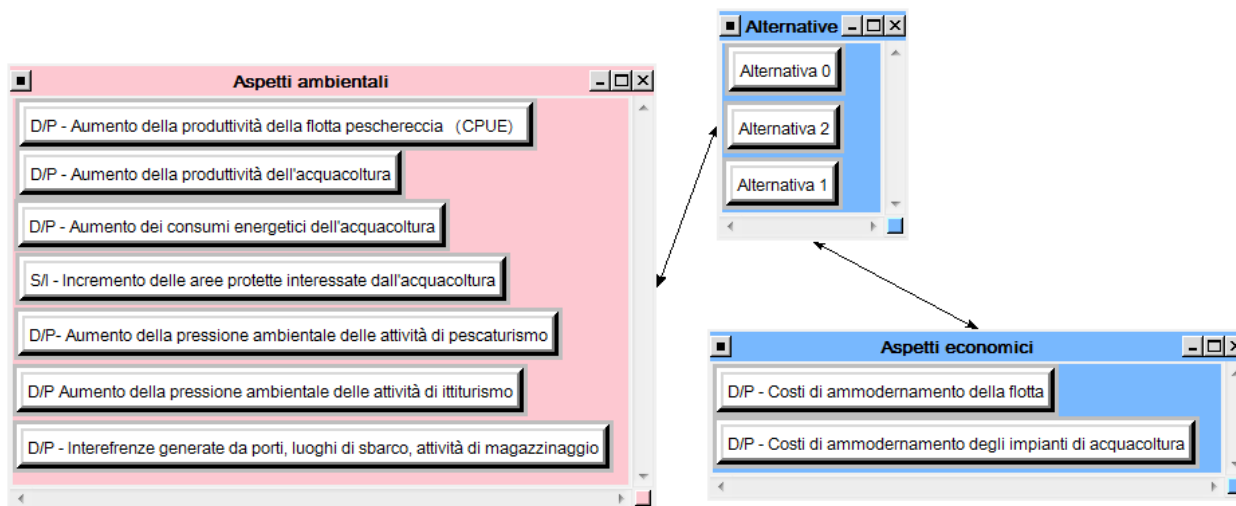 Aspetti ambientali
D/P - Aumento della produttività della flotta peschereccia (CPUE)
D/P - Aumento della produttività dell'acquacoltura
D/P - Aumento dei consumi energetici dell'acquacoltura
S/I - Incremento delle aree protette interessate dall'acquacoltura
D/P- Aumento della pressione ambientale delle attività di pescaturismo
D/P Aumento della pressione ambientale delle attività di ittiturismo
D/P - Interefrenze generate da porti, luoghi di sbarco, attività di magazzinaggio
Alternative
Alternativa 0
Alternativa 2
Alternativa 1
Aspetti economici
D/P - Costi di ammodernamento della flotta
D/P - Costi di ammodernamento degli impianti di acquacoltura